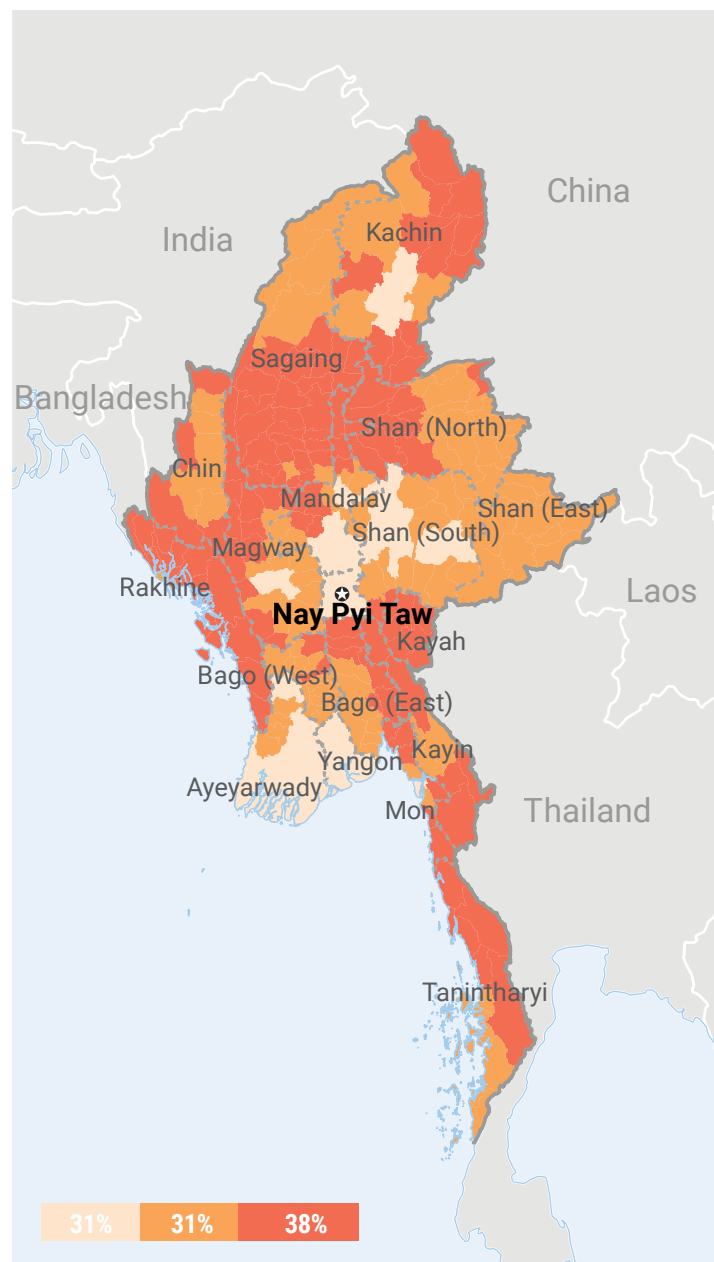 China
India
Kachin
Sagaing
Bangladesh
Shan (North)
Chin
Mandalay
Shan (East)
Shan (South)
Magway
Rakhine
Laos
Nay Pyi Taw
Kayah
Bago (West)
Bago (East)
Kayin
Yangon
Ayeyarwady
Mon
Thailand
Tanintharyi
31% 31% 38%